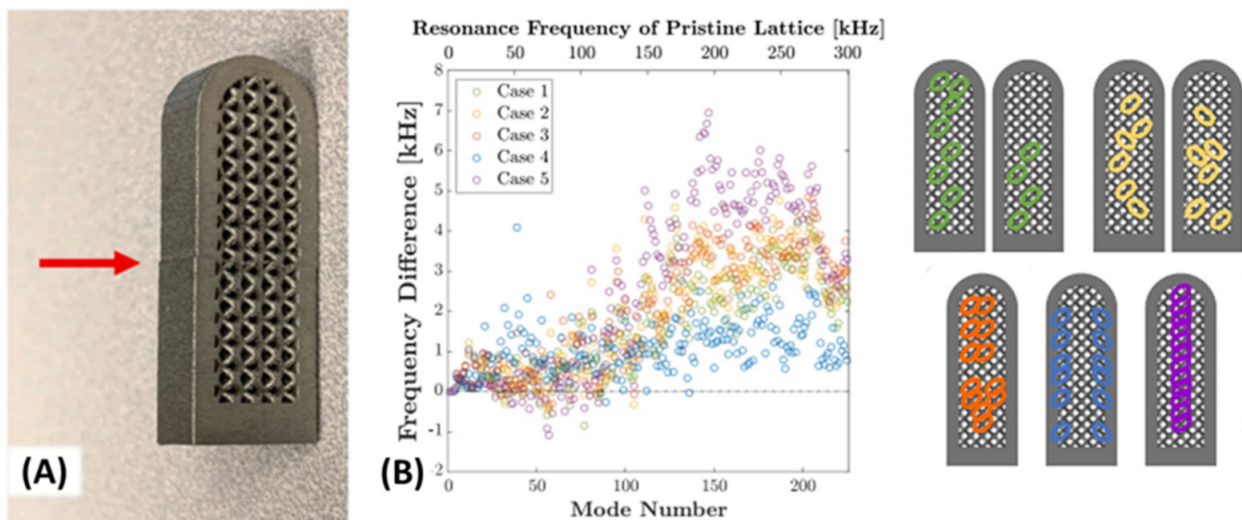 (A)
(B)
Resonance Frequency of Pristine Lattice [kHz]
0 50 100 150 200 250 300
Frequency Difference [kHz]
8
7
6
5
4
3
2
1
0
-1
-2
Case 1
Case 2
Case 3
Case 4
Case 5
0 50 100 150 200
Mode Number